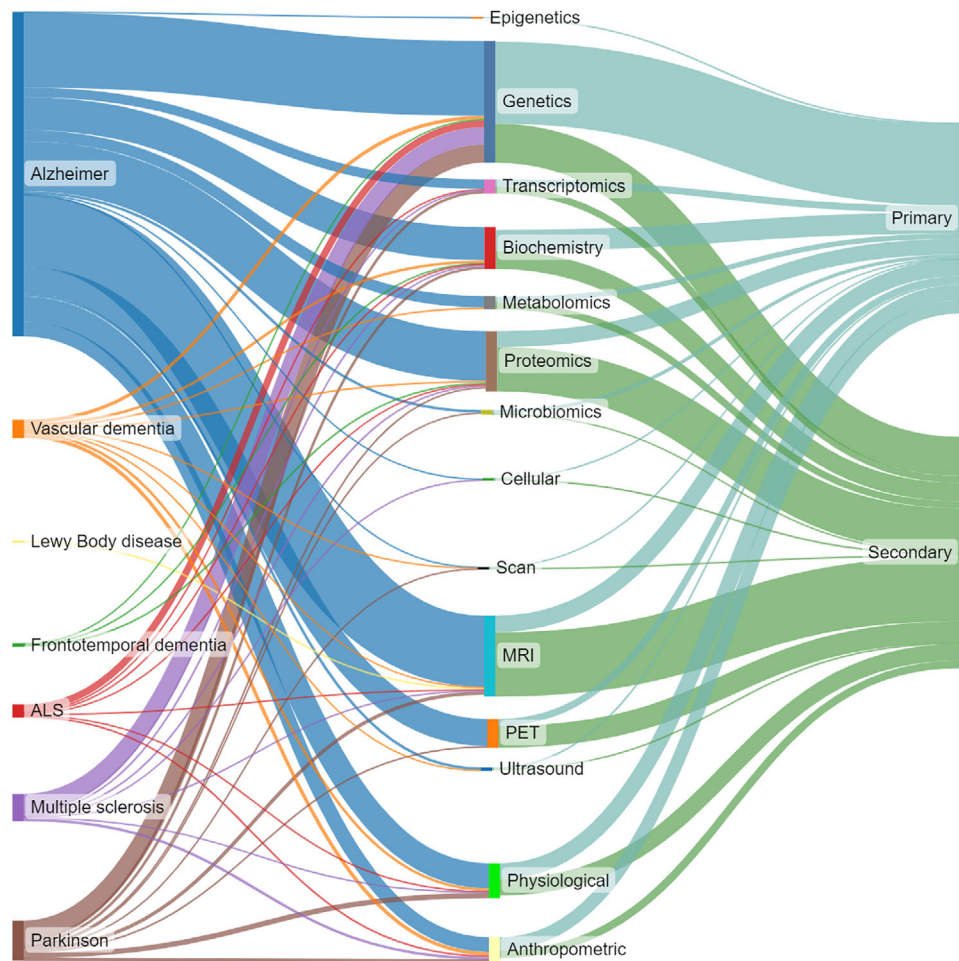 Epigenetics
Genetics
Alzheimer
Transcriptomics
Primary
Biochemistry
Metabolomics
Proteomics
Microbiomics
Vascular dementia
Cellular
Lewy Body disease
Secondary
Scan
Frontotemporal dementia
MRI
ALS
PET
Ultrasound
Multiple sclerosis
Physiological
Parkinson
Anthropometric